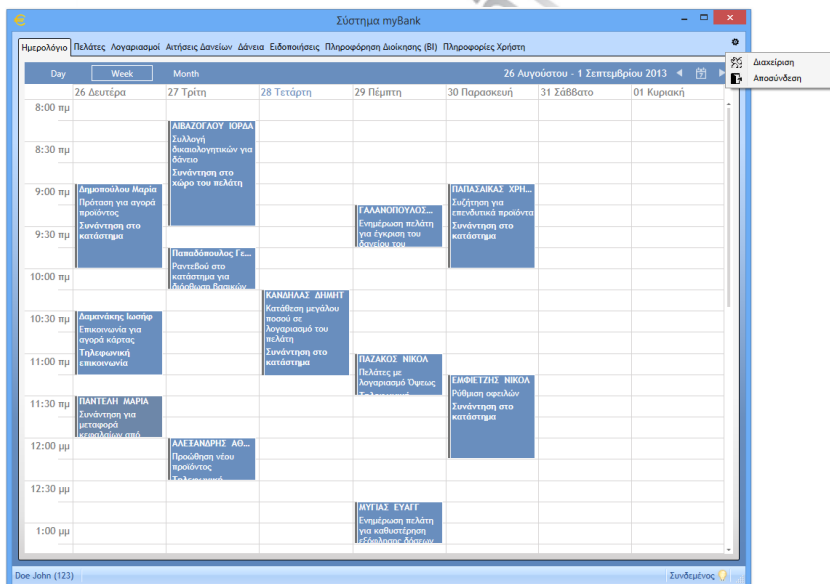 Σύστημα myBank
Ημερολόγιο Πελάτες Λογαριασμοί Αιτήσεις Δανείων Δάνεια Ειδοποιήσεις Πληροφόρηση Διοίκησης (BI) Πληροφορίες Χρήστη
Διαχείριση
Αποσύνδεση
Day Week Month 26 Αυγούστου - 1 Σεπτεμβρίου 2013
26 Δευτέρα 27 Τρίτη 28 Τετάρτη 29 Πέμπτη 30 Παρασκευή 31 Σάββατο 01 Κυριακή
8:00 πμ
8:30 πμ
9:00 πμ
9:30 πμ
10:00 πμ
10:30 πμ
11:00 πμ
11:30 πμ
12:00 μμ
12:30 μμ
1:00 μμ
Δημοπούλου Μαρία
Πρόταση για αγορά
προϊόντος
Συνάντηση στο
κατάστημα
Δαμανάκης Ιωσήφ
Επικοινωνία για
αγορά κάρτας
Τηλεφωνική
επικοινωνία
ΠΑΝΤΕΛΗ ΜΑΡΙΑ
Συνάντηση για
μεταφορά
κεφαλαίων από
ΑΙΒΑΖΟΓΛΟΥ ΙΟΡΔΑ
Συλλογή
δικαιολογητικών για
δάνειο
Συνάντηση στο
χώρο του πελάτη
Παπαδόπουλος Γε...
Ραντεβού στο
κατάστημα για
διόρθωση βασικών
ΑΛΕΞΑΝΔΡΗΣ ΑΘ...
Προώθηση νέου
προϊόντος
Τηλεφωνική
ΚΑΝΔΗΛΑΣ ΔΗΜΗΤ
Κατάθεση μεγάλου
ποσού σε
λογαριασμό του
πελάτη
Συνάντηση στο
κατάστημα
ΓΑΛΑΝΟΠΟΥΛΟΣ...
Ενημέρωση πελάτη
για έγκριση του
δανείου του
ΠΑΖΑΚΟΣ ΝΙΚΟΛ
Πελάτες με
λογαριασμό Όψεως
Τηλεφωνική
ΜΥΓΙΑΣ ΕΥΑΓΓ
Ενημέρωση πελάτη
για καθυστέρηση
εξόφλησης δόσεων
ΠΑΠΑΣΑΙΚΑΣ ΧΡΗ...
Συζήτηση για
επενδυτικά προϊόντα
Συνάντηση στο
κατάστημα
ΕΜΦΙΕΤΖΗΣ ΝΙΚΟΛ
Ρύθμιση οφειλών
Συνάντηση στο
κατάστημα
Doe John (123)
Συνδεμένος